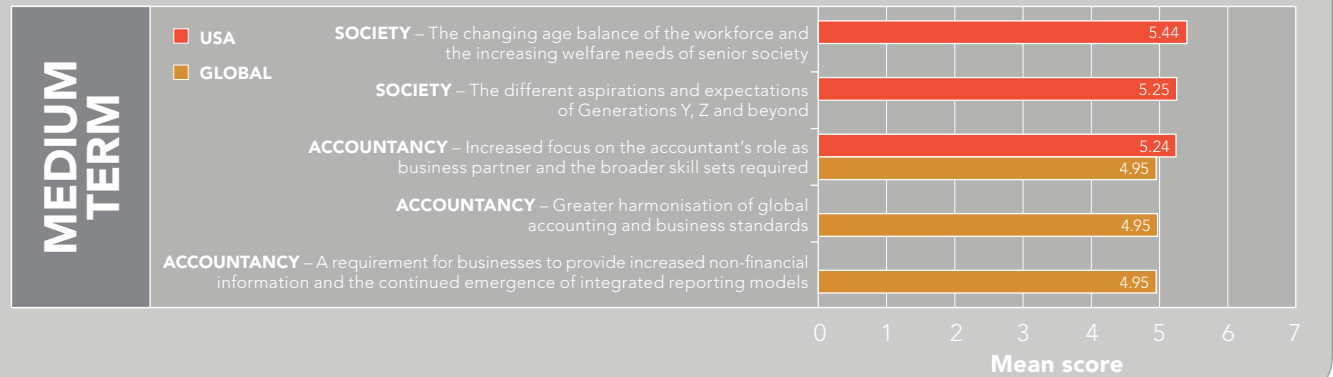 MEDIUM
TERM
USA
GLOBAL
SOCIETY – The changing age balance of the workforce and
the increasing welfare needs of senior society
5.44
SOCIETY – The different aspirations and expectations
of Generations Y, Z and beyond
5.25
ACCOUNTANCY – Increased focus on the accountant's role as
business partner and the broader skill sets required
5.24
4.95
ACCOUNTANCY – Greater harmonisation of global
accounting and business standards
4.95
ACCOUNTANCY – A requirement for businesses to provide increased non-financial
information and the continued emergence of integrated reporting models
4.95
0 1 2 3 4 5 6 7
Mean score